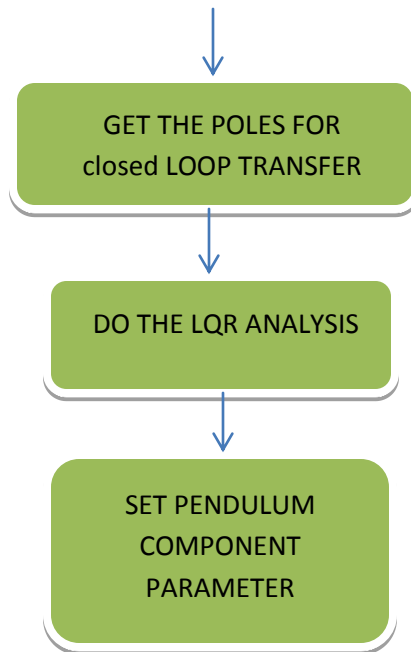 GET THE POLES FOR
closed LOOP TRANSFER
DO THE LQR ANALYSIS
SET PENDULUM
COMPONENT
PARAMETER